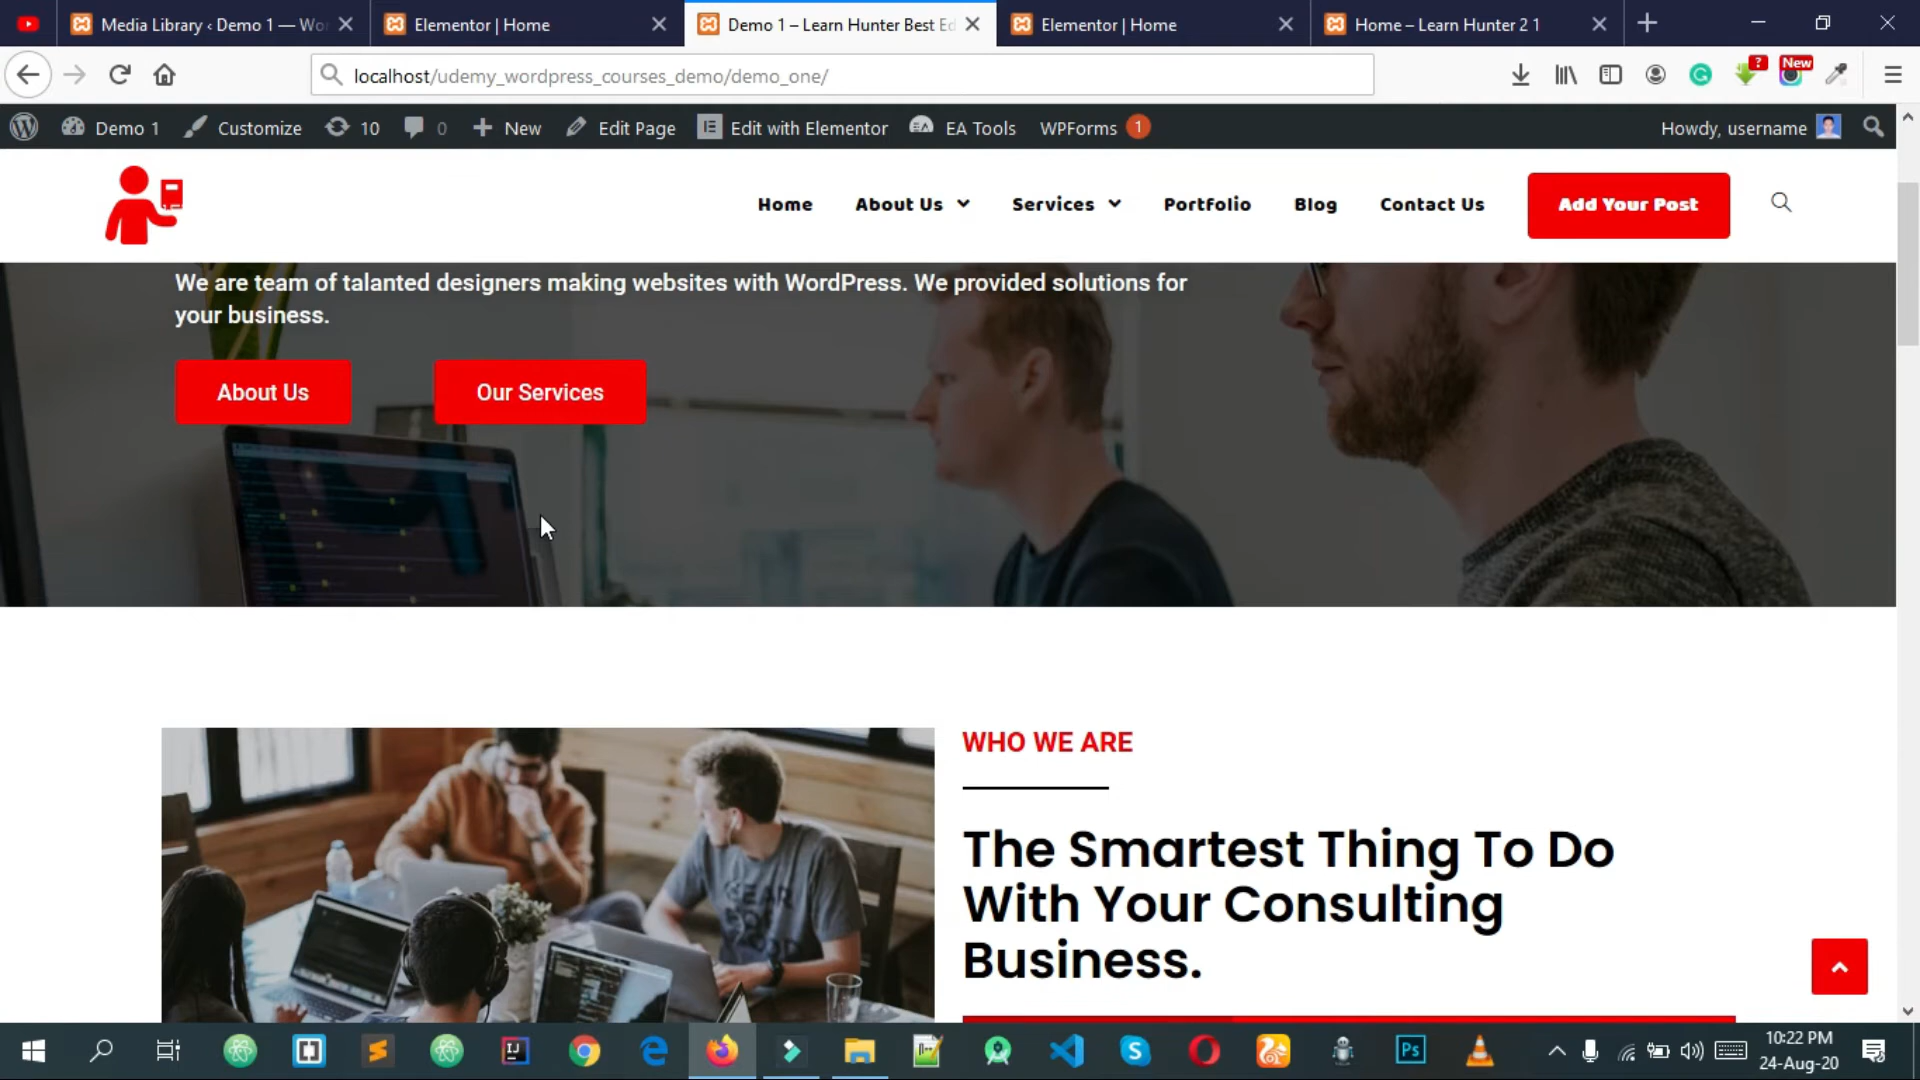 Media Library ‹ Demo 1 — Wo
Elementor | Home
Demo 1 – Learn Hunter Best Ed
Elementor | Home
Home – Learn Hunter 2 1
localhost/udemy_wordpress_courses_demo/demo_one/
?
New
Demo 1
Customize
10
0
New
Edit Page
Edit with Elementor
EA Tools
WPForms
1
Howdy, username
Home
About Us
Services
Portfolio
Blog
Contact Us
Add Your Post
We are team of talanted designers making websites with WordPress. We provided solutions for
your business.
About Us
Our Services
WHO WE ARE
The Smartest Thing To Do
With Your Consulting
Business.
10:22 PM
24-Aug-20